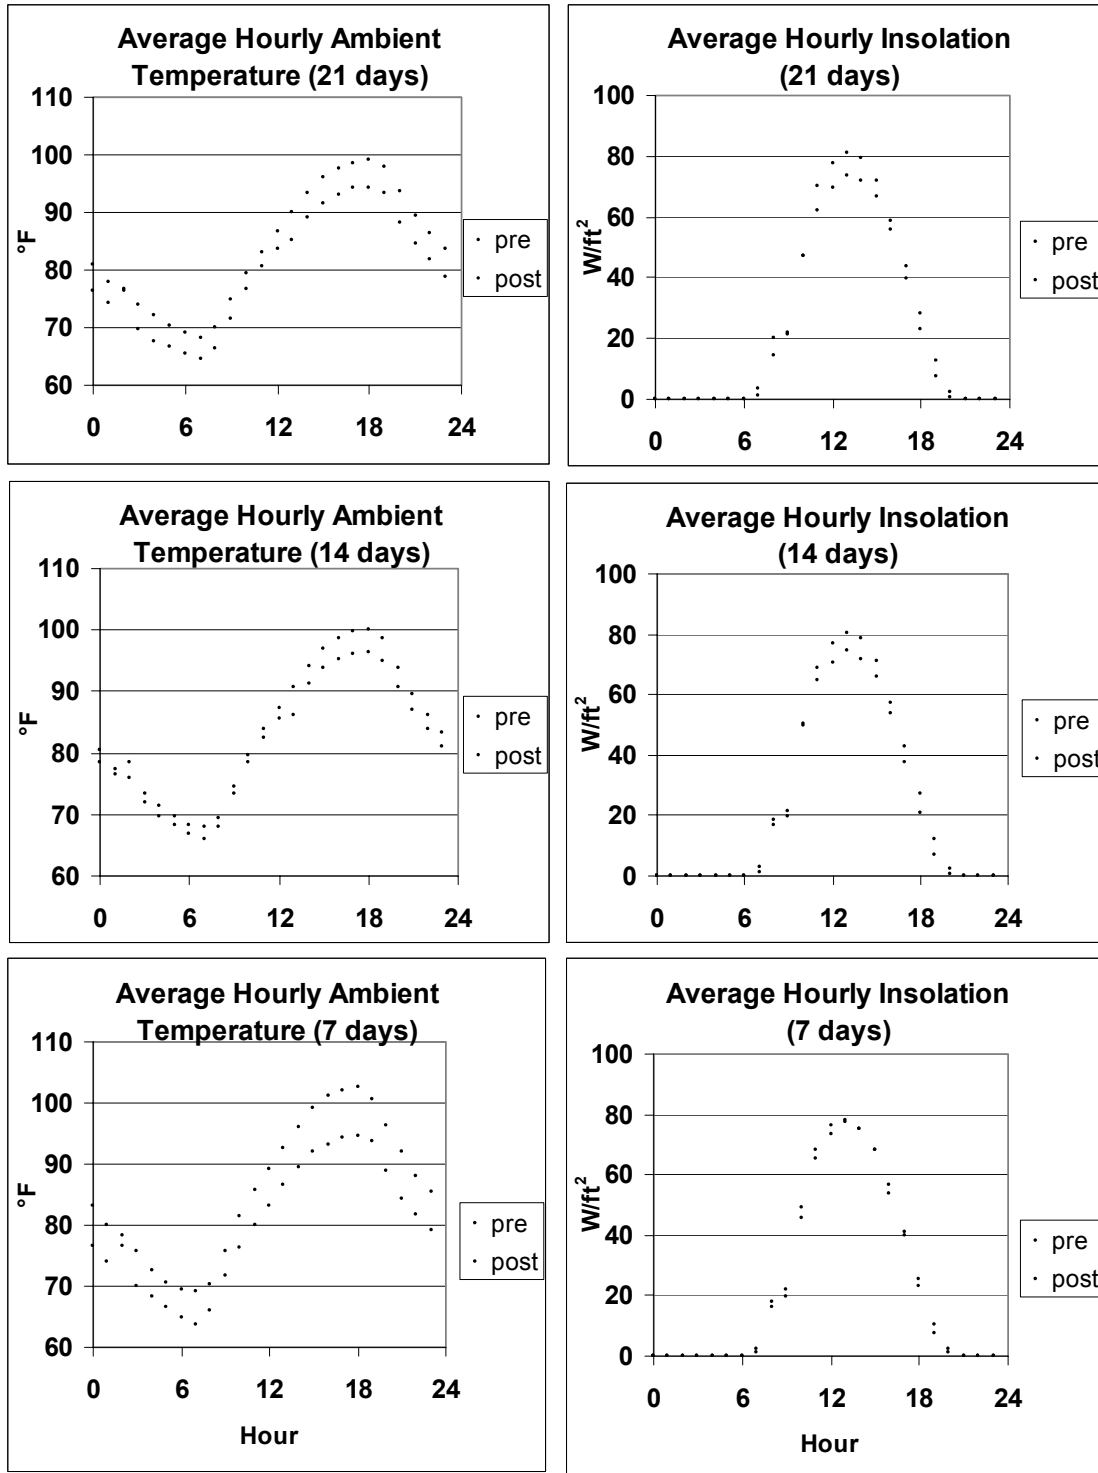 Average Hourly Ambient
Temperature (21 days)
110
100
90
80
70
60
°F
0 6 12 18 24
pre
post
Average Hourly Insolation
(21 days)
100
80
60
40
20
0
W/ft²
0 6 12 18 24
pre
post
Average Hourly Ambient
Temperature (14 days)
110
100
90
80
70
60
°F
0 6 12 18 24
pre
post
Average Hourly Insolation
(14 days)
100
80
60
40
20
0
W/ft²
0 6 12 18 24
pre
post
Average Hourly Ambient
Temperature (7 days)
110
100
90
80
70
60
°F
0 6 12 18 24
Hour
pre
post
Average Hourly Insolation
(7 days)
100
80
60
40
20
0
W/ft²
0 6 12 18 24
Hour
pre
post